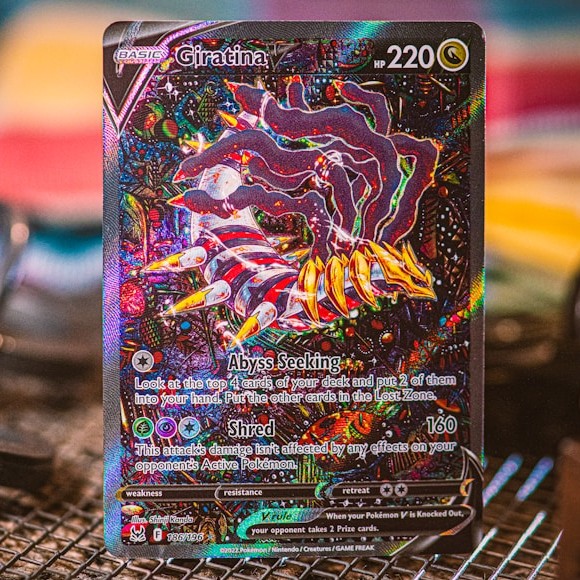 BASIC Giratina HP 220
V
Abyss Seeking
Look at the top 4 cards of your deck and put 2 of them
into your hand. Put the other cards in the Lost Zone.
Shred 160
This attack's damage isn't affected by any effects on your
opponent's Active Pokémon.
weakness resistance retreat
V rule When your Pokémon V is Knocked Out,
your opponent takes 2 Prize cards.
Illus. Shinji Kanda
F 186/196
©2022 Pokémon / Nintendo / Creatures / GAME FREAK